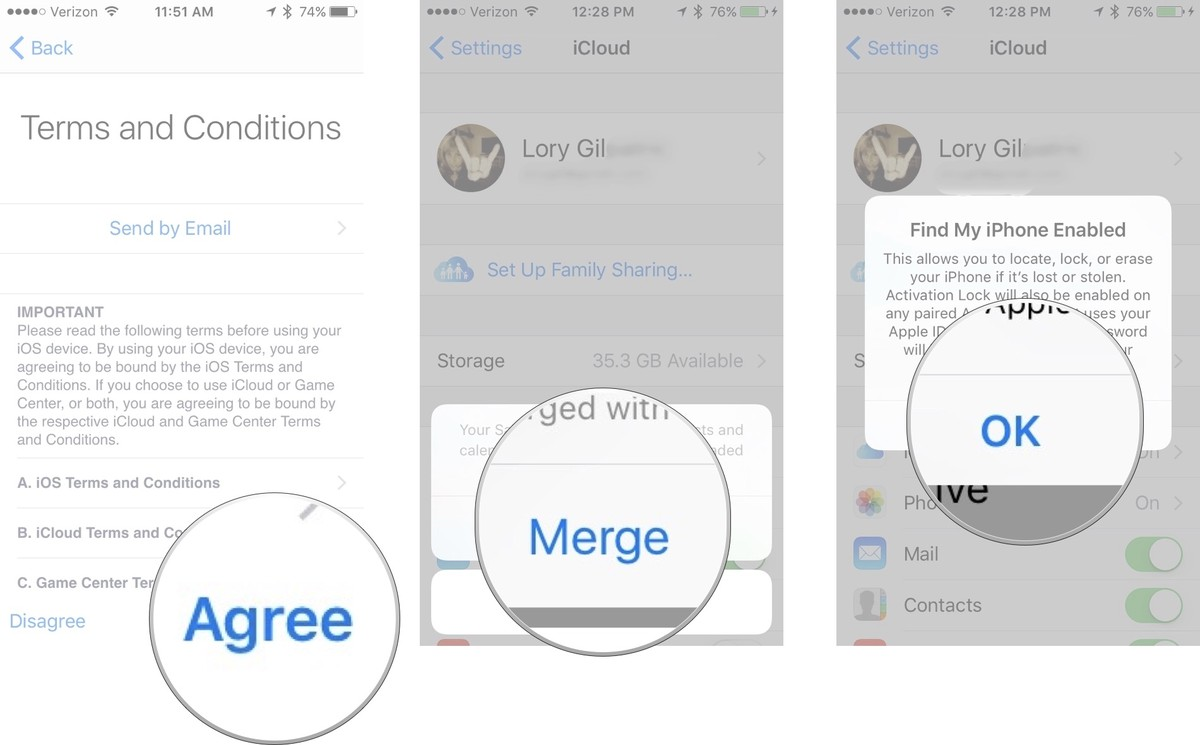 Verizon 11:51 AM 74%
Back
Terms and Conditions
Send by Email
IMPORTANT
Please read the following terms before using your
iOS device. By using your iOS device, you are
agreeing to be bound by the iOS Terms and
Conditions. If you choose to use iCloud or Game
Center, or both, you are agreeing to be bound by
the respective iCloud and Game Center Terms
and Conditions.
A. iOS Terms and Conditions
B. iCloud Terms and Co
C. Game Center Ter
Disagree
Agree
Verizon 12:28 PM 76%
Settings iCloud
Lory Gil
Set Up Family Sharing...
Storage 35.3 GB Available
Your Sa ts and
ged with
calen ded
Merge
Verizon 12:28 PM 76%
Settings iCloud
Lory Gil
Find My iPhone Enabled
This allows you to locate, lock, or erase
your iPhone if it's lost or stolen.
Activation Lock will also be enabled on
any paired A Apple uses your
Apple ID sword
will ur
S
OK
On
ive
Pho On
Mail
Contacts